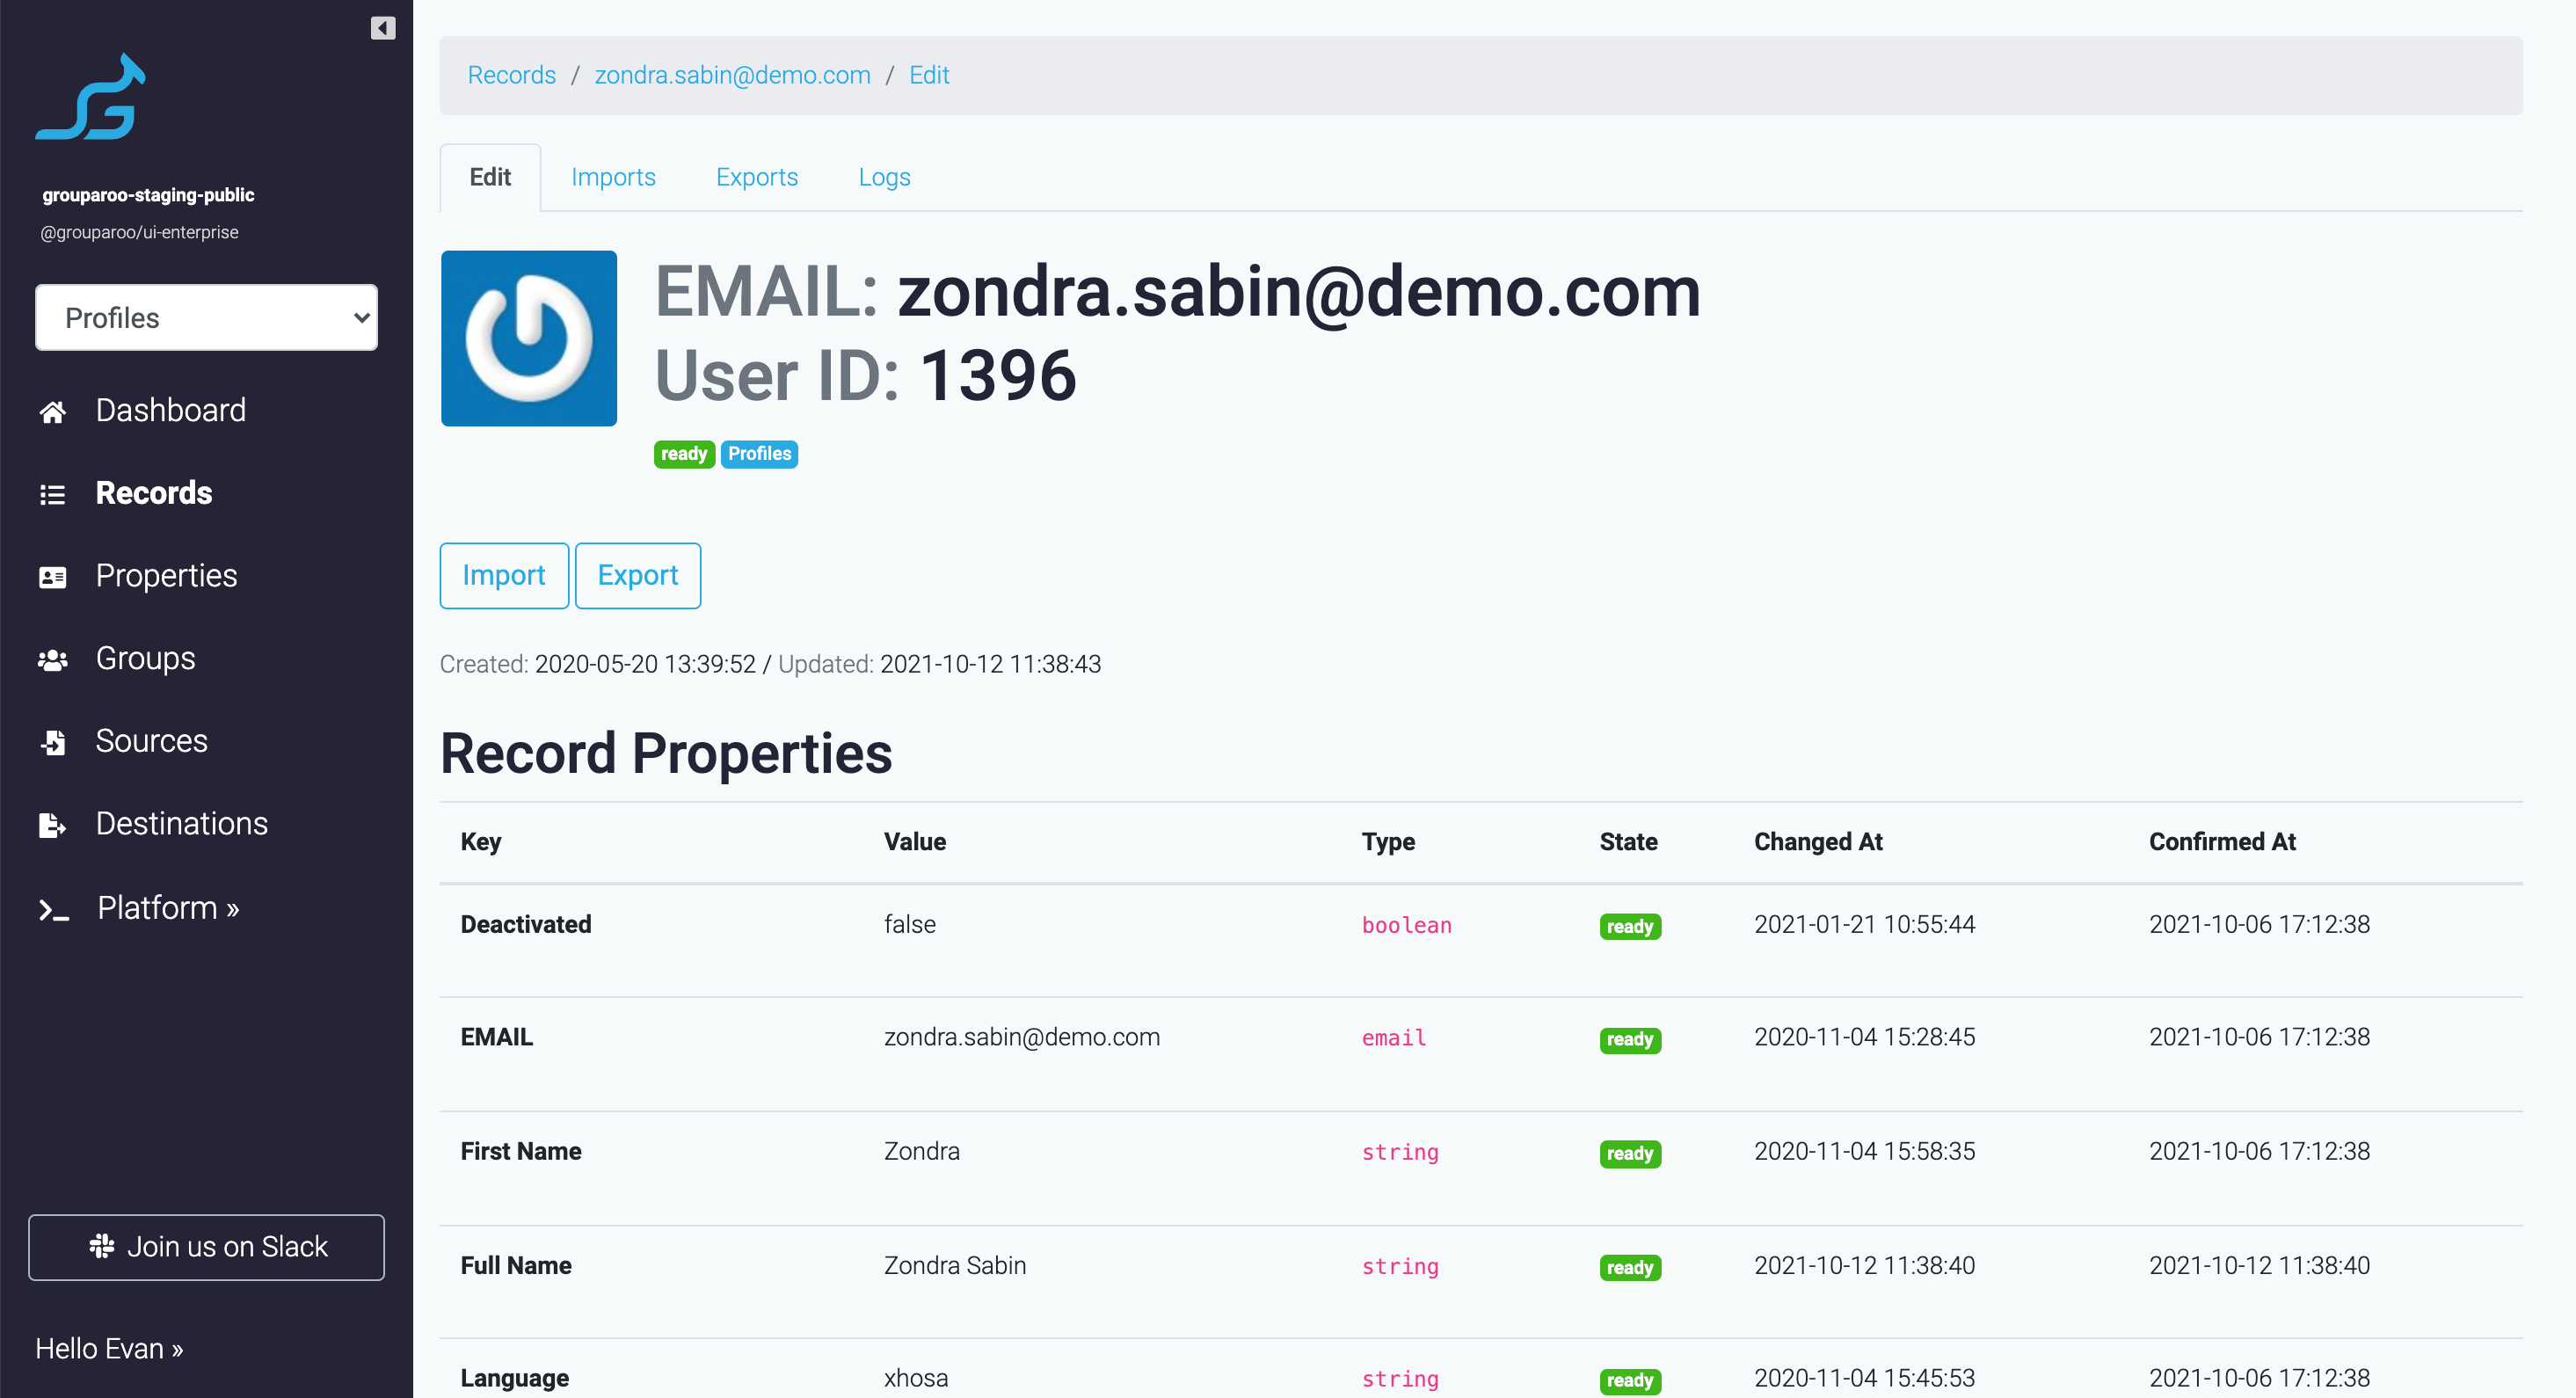 grouparoo-staging-public
@grouparoo/ui-enterprise
Profiles
Dashboard
Records
Properties
Groups
Sources
Destinations
Platform »
Join us on Slack
Hello Evan »
Records / zondra.sabin@demo.com / Edit
Edit Imports Exports Logs
EMAIL: zondra.sabin@demo.com
User ID: 1396
ready Profiles
Import Export
Created: 2020-05-20 13:39:52 / Updated: 2021-10-12 11:38:43
Record Properties
Key Value Type State Changed At Confirmed At
Deactivated false boolean ready 2021-01-21 10:55:44 2021-10-06 17:12:38
EMAIL zondra.sabin@demo.com email ready 2020-11-04 15:28:45 2021-10-06 17:12:38
First Name Zondra string ready 2020-11-04 15:58:35 2021-10-06 17:12:38
Full Name Zondra Sabin string ready 2021-10-12 11:38:40 2021-10-12 11:38:40
Language xhosa string ready 2020-11-04 15:45:53 2021-10-06 17:12:38